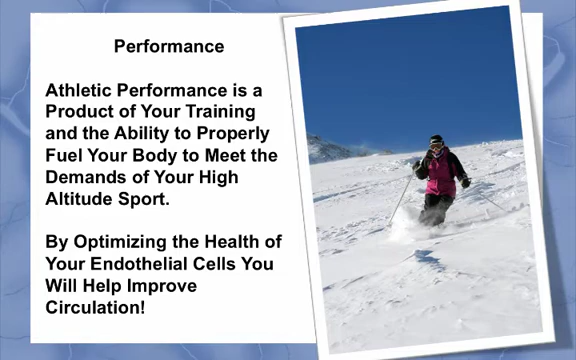 Performance
Athletic Performance is a
Product of Your Training
and the Ability to Properly
Fuel Your Body to Meet the
Demands of Your High
Altitude Sport.
By Optimizing the Health of
Your Endothelial Cells You
Will Help Improve
Circulation!